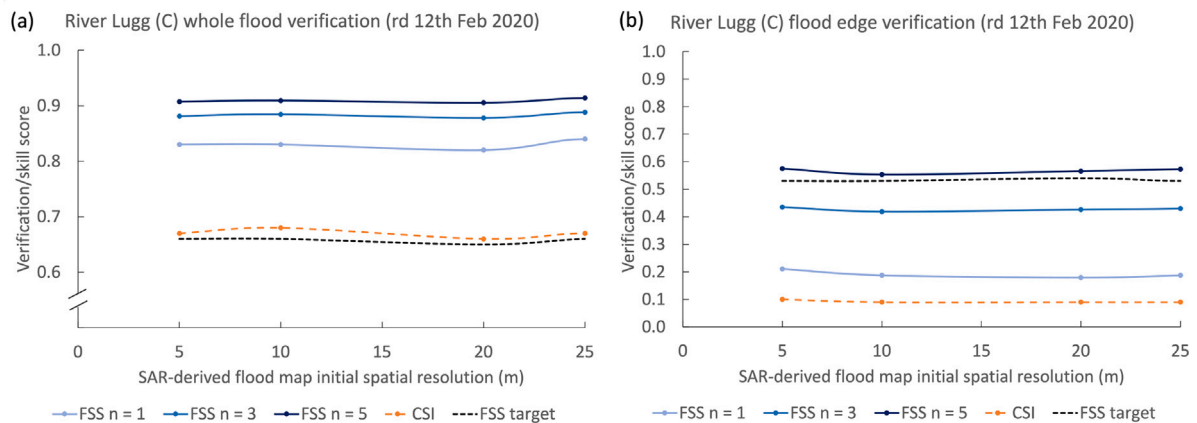 (a) River Lugg (C) whole flood verification (rd 12th Feb 2020)
Verification/skill score
1.0
0.9
0.8
0.7
0.6
0 5 10 15 20 25
SAR-derived flood map initial spatial resolution (m)
FSS n = 1 FSS n = 3 FSS n = 5 CSI FSS target
(b) River Lugg (C) flood edge verification (rd 12th Feb 2020)
Verification/skill score
1.0
0.9
0.8
0.7
0.6
0.5
0.4
0.3
0.2
0.1
0.0
0 5 10 15 20 25
SAR-derived flood map initial spatial resolution (m)
FSS n = 1 FSS n = 3 FSS n = 5 CSI FSS target